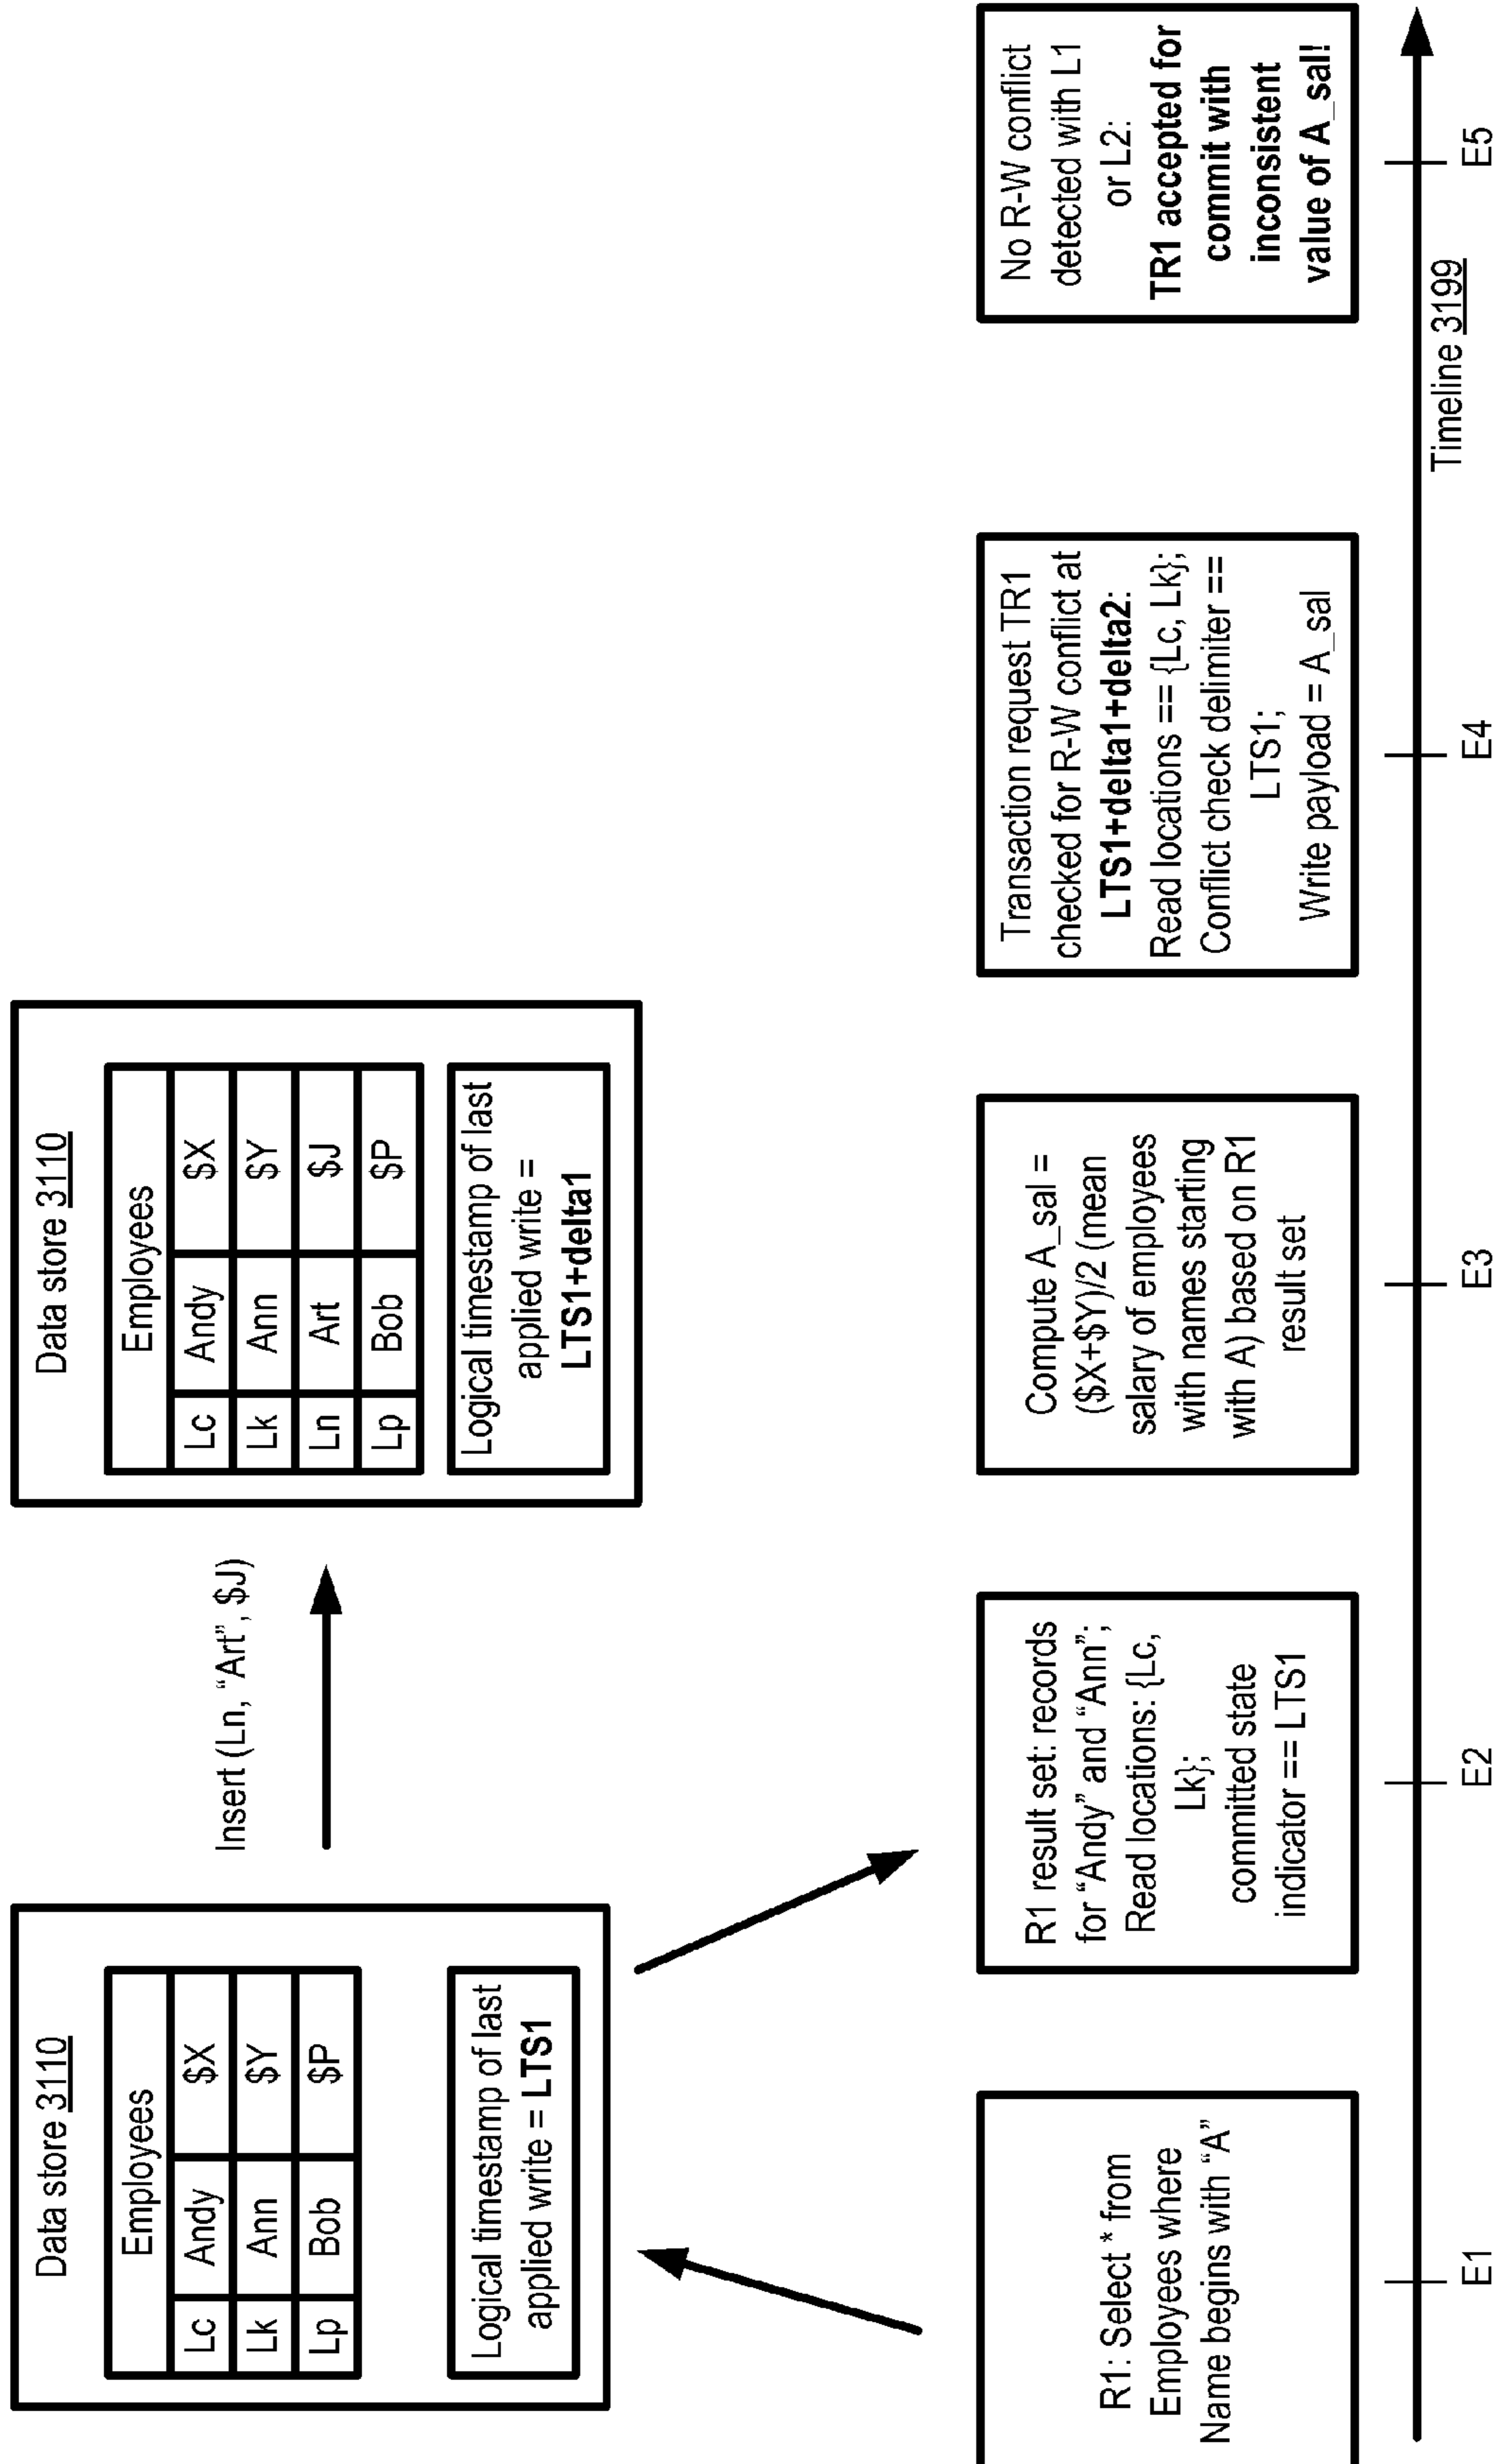 Data store 3110
Employees
Lc Andy $X
Lk Ann $Y
Lp Bob $P
Logical timestamp of last
applied write = LTS1
Insert (Ln, “Art”, $J)
Data store 3110
Employees
Lc Andy $X
Lk Ann $Y
Ln Art $J
Lp Bob $P
Logical timestamp of last
applied write =
LTS1+delta1
R1: Select * from
Employees where
Name begins with “A”
R1 result set: records
for “Andy” and “Ann”;
Read locations: {Lc,
Lk};
committed state
indicator == LTS1
Compute A_sal =
($X+$Y)/2 (mean
salary of employees
with names starting
with A) based on R1
result set
Transaction request TR1
checked for R-W conflict at
LTS1+delta1+delta2:
Read locations == {Lc, Lk};
Conflict check delimiter ==
LTS1;
Write payload = A_sal
No R-W conflict
detected with L1
or L2:
TR1 accepted for
commit with
inconsistent
value of A_sal!
Timeline 3199
E1
E2
E3
E4
E5